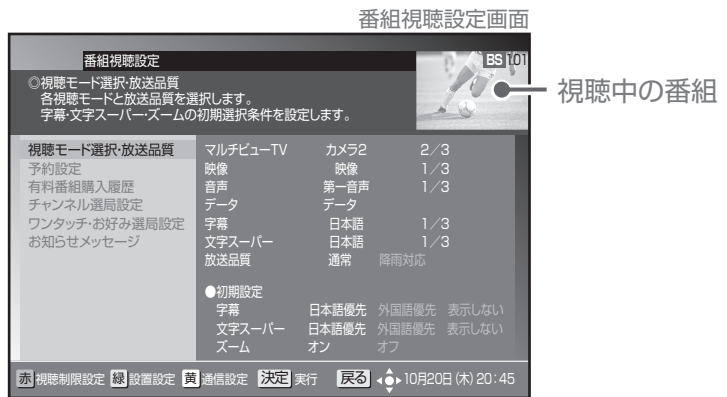 番組視聴設定画面
番組視聴設定
BS 101
◎視聴モード選択・放送品質
各視聴モードと放送品質を選択します。
字幕・文字スーパー・ズームの初期選択条件を設定します。
視聴中の番組
視聴モード選択・放送品質
予約設定
有料番組購入履歴
チャンネル選局設定
ワンタッチ・お好み選局設定
お知らせメッセージ
マルチビューTV カメラ2 2/3
映像 映像 1/3
音声 第一音声 1/3
データ データ
字幕 日本語 1/3
文字スーパー 日本語 1/3
放送品質 通常 降雨対応
●初期設定
字幕 日本語優先 外国語優先 表示しない
文字スーパー 日本語優先 外国語優先 表示しない
ズーム オン オフ
赤 視聴制限設定 緑 設置設定 黄 通信設定 決定 実行 戻る 10月20日(木)20:45